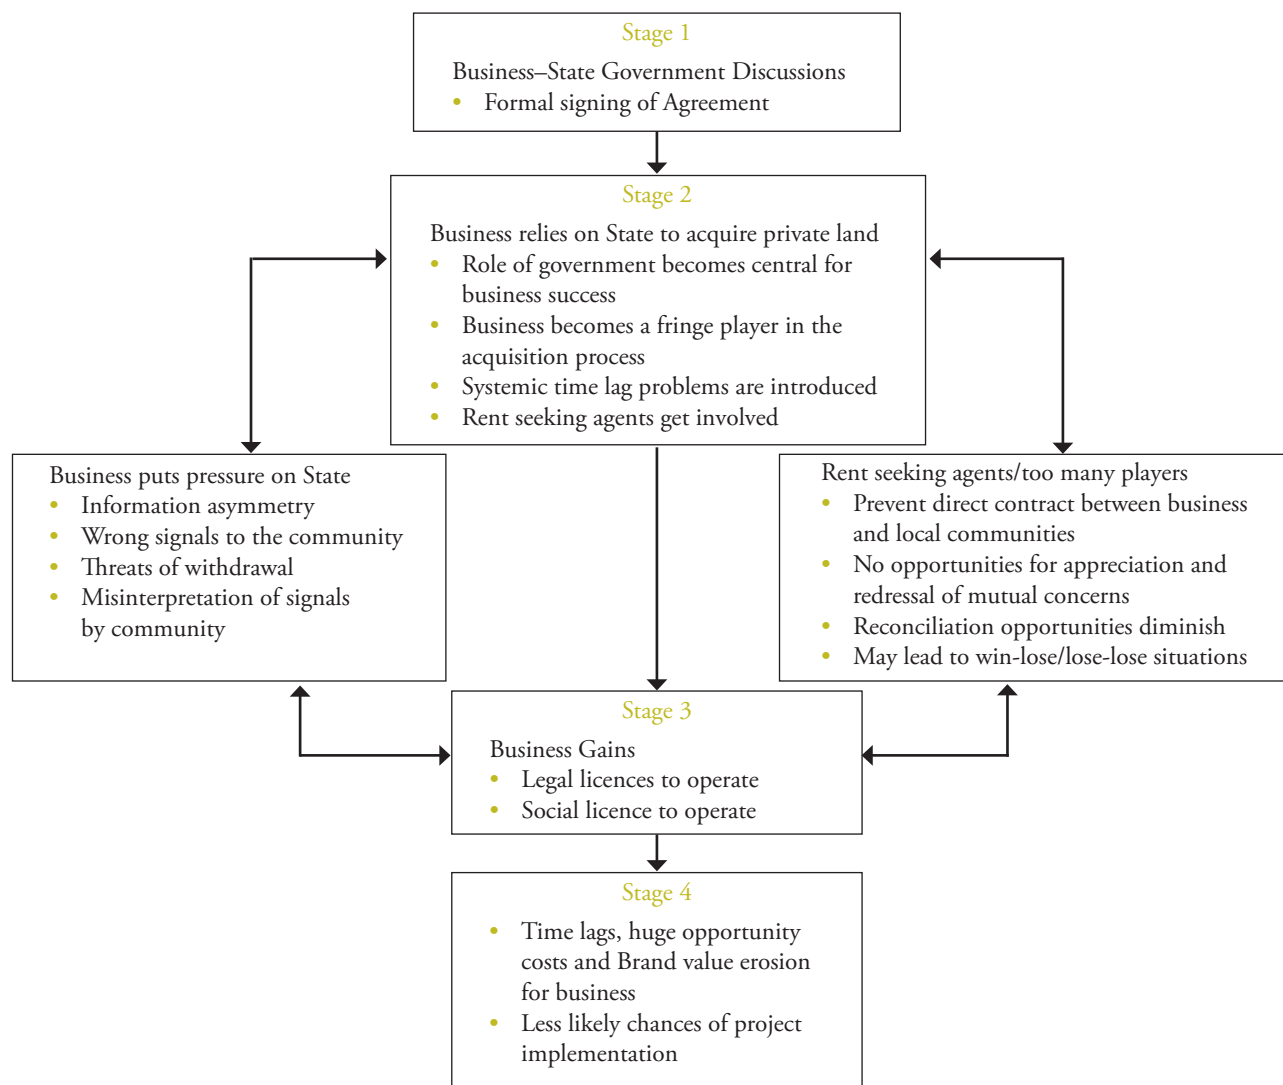 Stage 1
Business–State Government Discussions
• Formal signing of Agreement
Stage 2
Business relies on State to acquire private land
• Role of government becomes central for
business success
• Business becomes a fringe player in the
acquisition process
• Systemic time lag problems are introduced
• Rent seeking agents get involved
Business puts pressure on State
• Information asymmetry
• Wrong signals to the community
• Threats of withdrawal
• Misinterpretation of signals
by community
Rent seeking agents/too many players
• Prevent direct contract between business
and local communities
• No opportunities for appreciation and
redressal of mutual concerns
• Reconciliation opportunities diminish
• May lead to win-lose/lose-lose situations
Stage 3
Business Gains
• Legal licences to operate
• Social licence to operate
Stage 4
• Time lags, huge opportunity
costs and Brand value erosion
for business
• Less likely chances of project
implementation